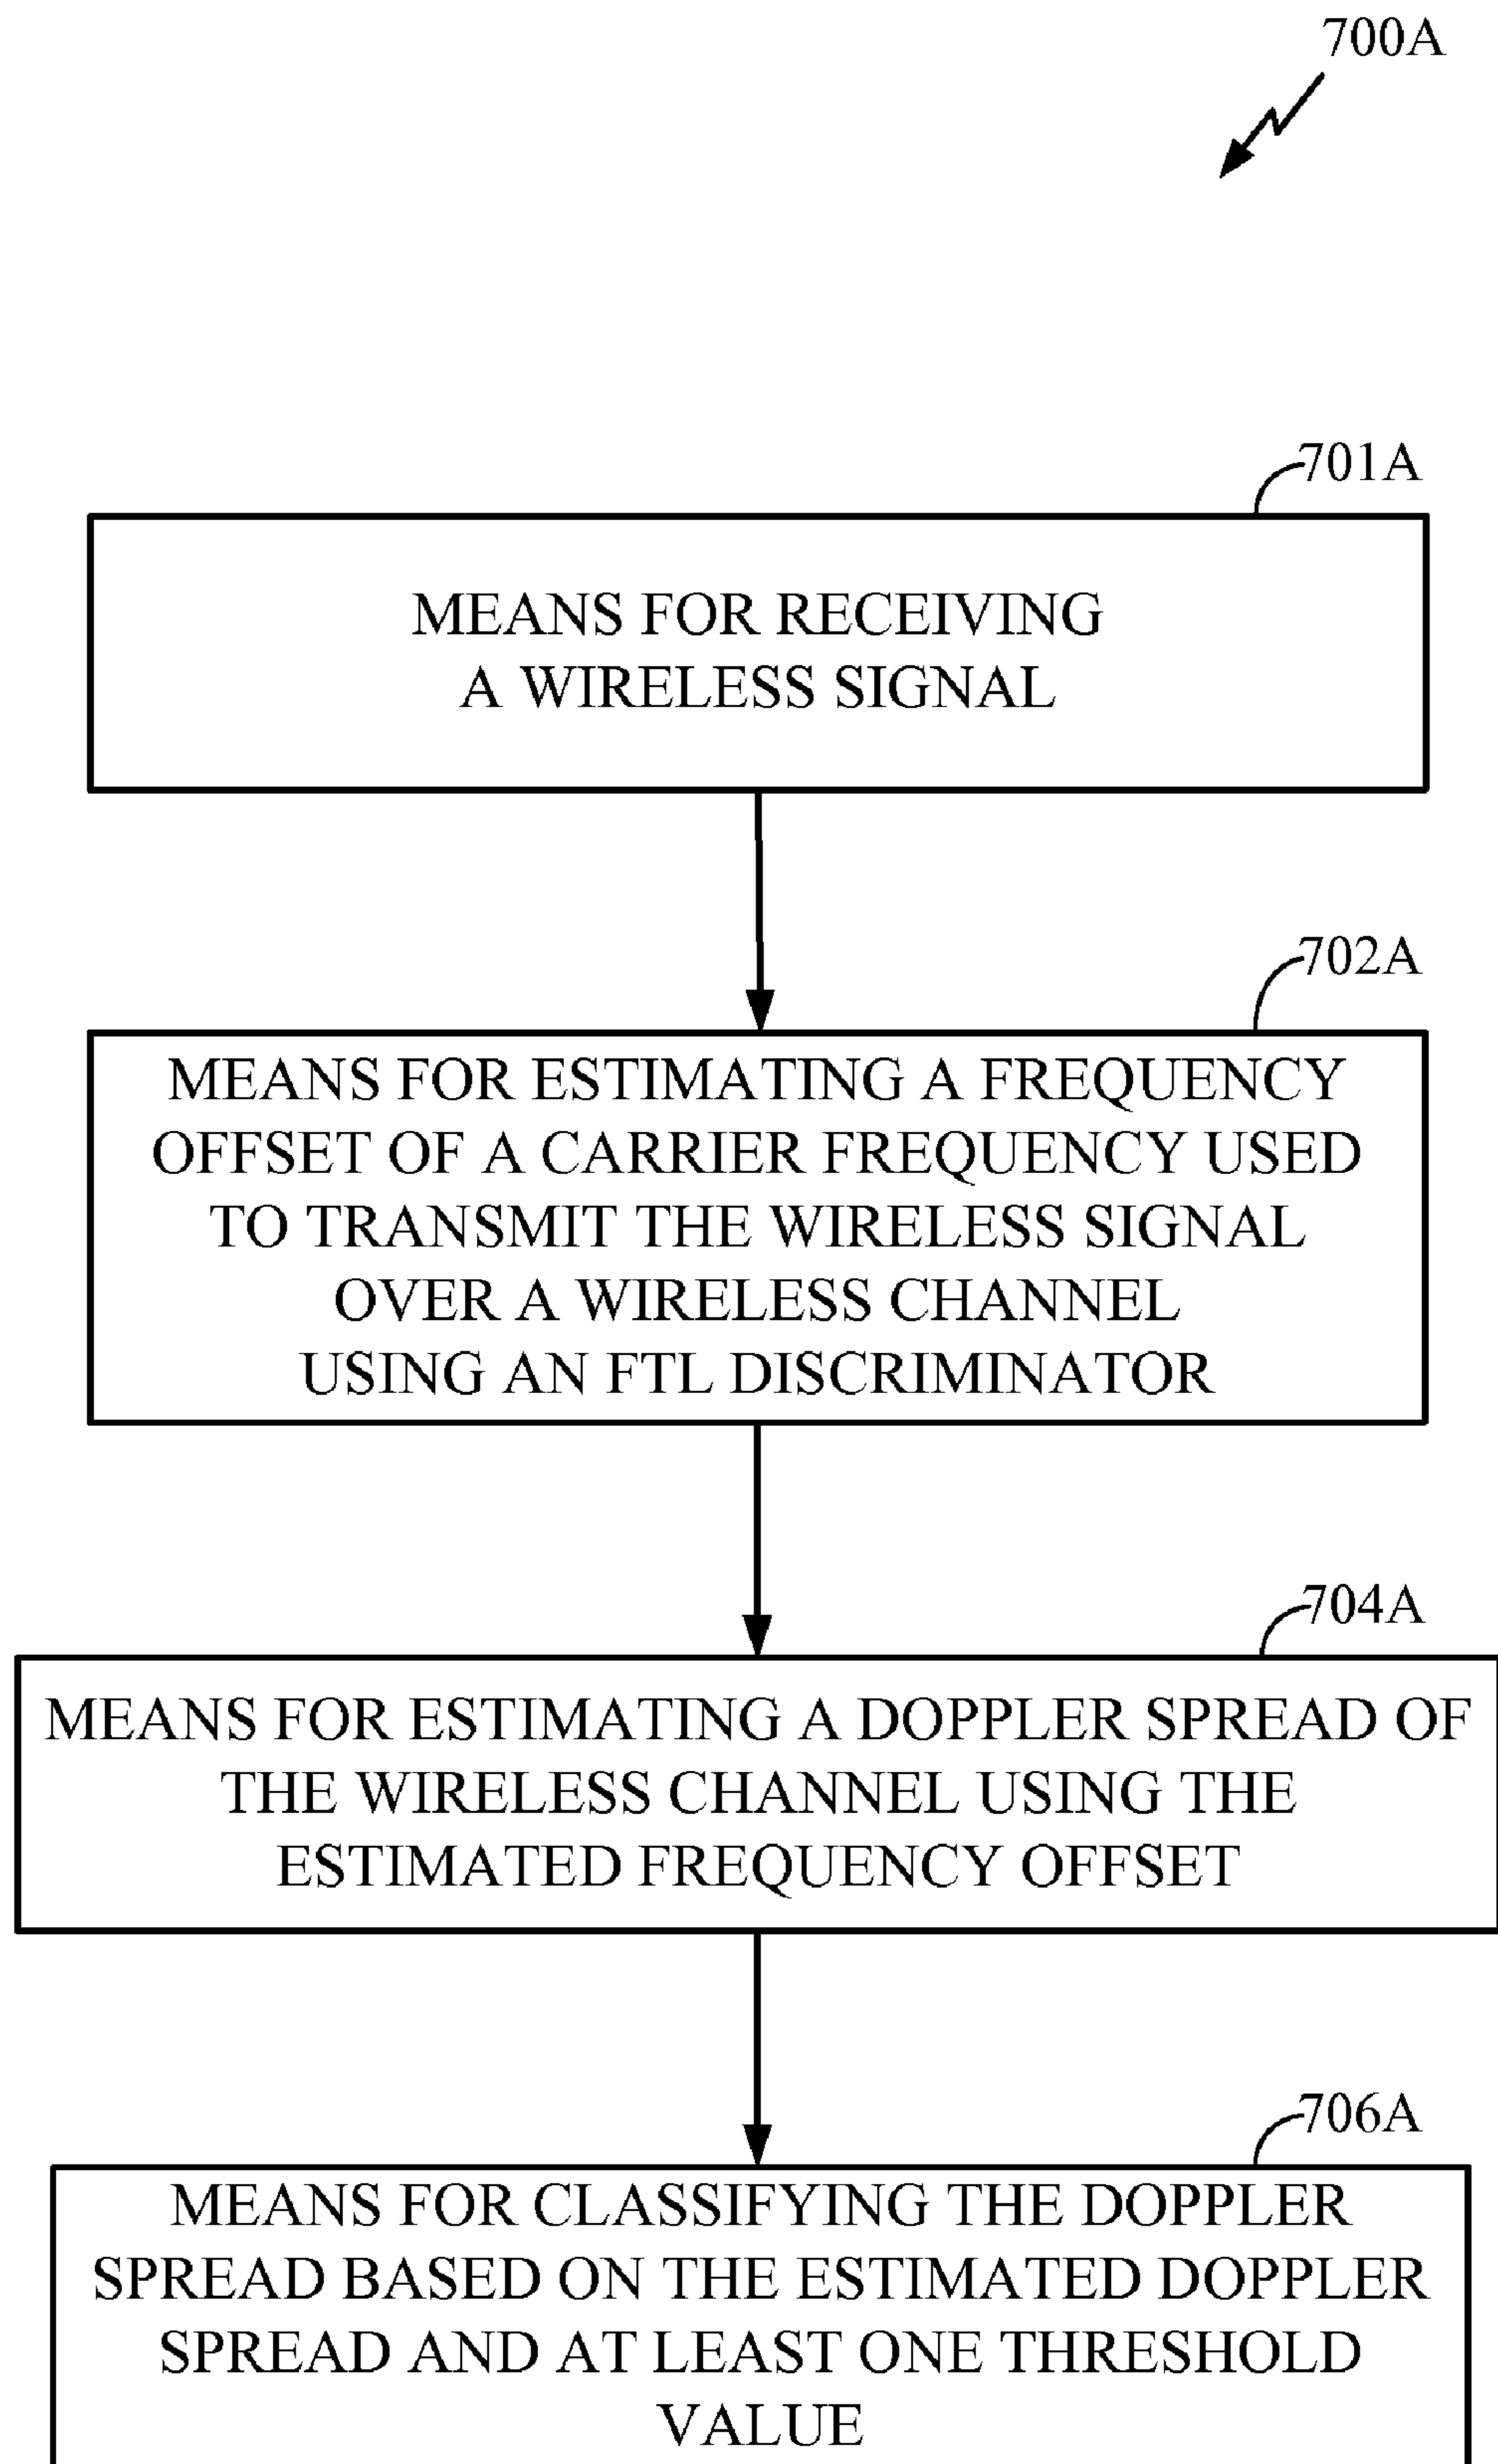 700A
701A
MEANS FOR RECEIVING
A WIRELESS SIGNAL
702A
MEANS FOR ESTIMATING A FREQUENCY
OFFSET OF A CARRIER FREQUENCY USED
TO TRANSMIT THE WIRELESS SIGNAL
OVER A WIRELESS CHANNEL
USING AN FTL DISCRIMINATOR
704A
MEANS FOR ESTIMATING A DOPPLER SPREAD OF
THE WIRELESS CHANNEL USING THE
ESTIMATED FREQUENCY OFFSET
706A
MEANS FOR CLASSIFYING THE DOPPLER
SPREAD BASED ON THE ESTIMATED DOPPLER
SPREAD AND AT LEAST ONE THRESHOLD
VALUE